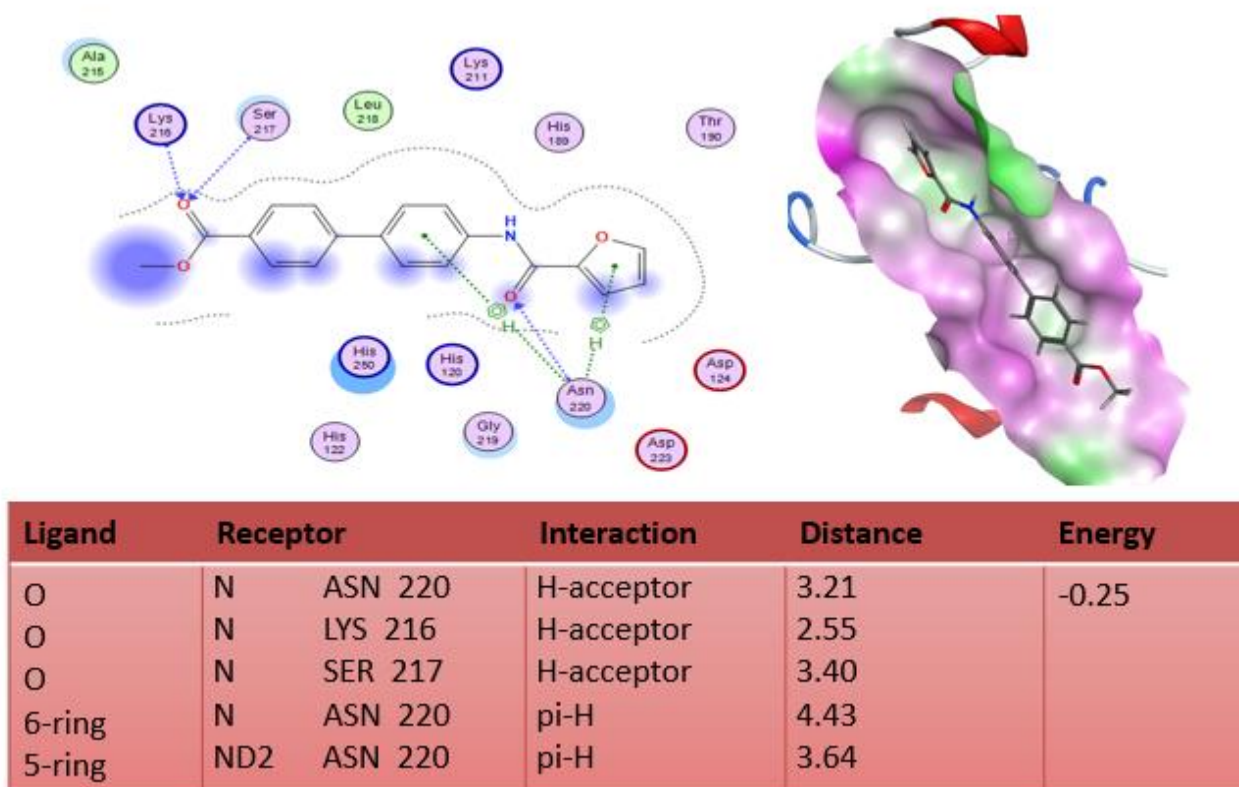 Ala
215
Lys
216
Ser
217
Leu
218
Lys
211
His
189
Thr
190
O
O
H
N
O
O
H
H
His
250
His
120
Asn
220
Asp
124
His
122
Gly
219
Asp
223
Ligand Receptor Interaction Distance Energy
O N ASN 220 H-acceptor 3.21 -0.25
O N LYS 216 H-acceptor 2.55
O N SER 217 H-acceptor 3.40
6-ring N ASN 220 pi-H 4.43
5-ring ND2 ASN 220 pi-H 3.64